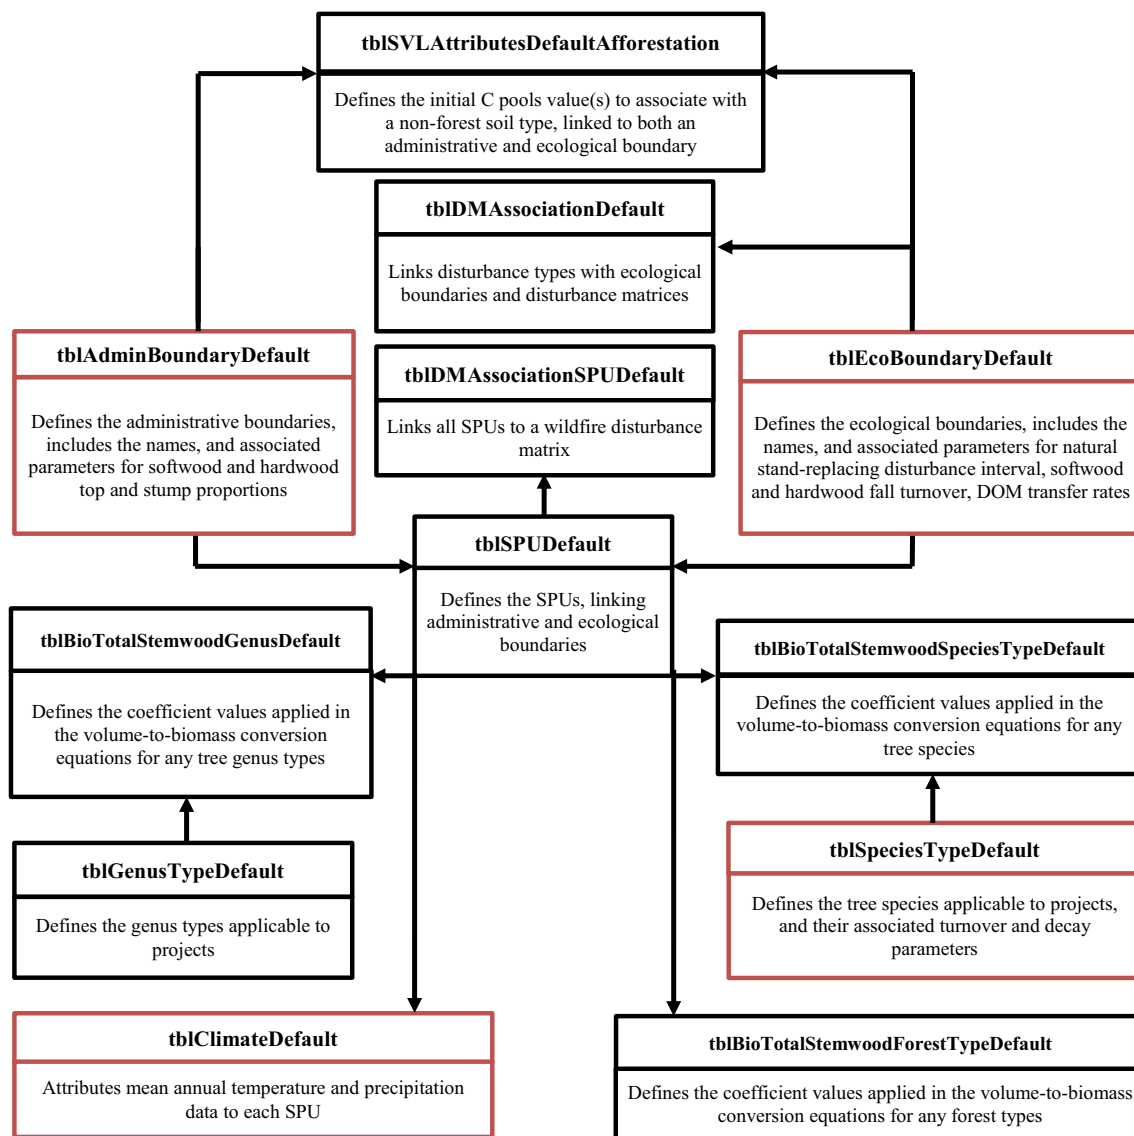 tblSVLAttributesDefaultAfforestation
Defines the initial C pools value(s) to associate with
a non-forest soil type, linked to both an
administrative and ecological boundary
tblDMAssociationDefault
Links disturbance types with ecological
boundaries and disturbance matrices
tblAdminBoundaryDefault
Defines the administrative boundaries,
includes the names, and associated
parameters for softwood and hardwood
top and stump proportions
tblDMAssociationSPUDefault
Links all SPUs to a wildfire disturbance
matrix
tblEcoBoundaryDefault
Defines the ecological boundaries, includes the
names, and associated parameters for natural
stand-replacing disturbance interval, softwood
and hardwood fall turnover, DOM transfer rates
tblSPUDefault
Defines the SPUs, linking
administrative and ecological
boundaries
tblBioTotalStemwoodGenusDefault
Defines the coefficient values applied in
the volume-to-biomass conversion
equations for any tree genus types
tblBioTotalStemwoodSpeciesTypeDefault
Defines the coefficient values applied in the
volume-to-biomass conversion equations for any
tree species
tblGenusTypeDefault
Defines the genus types applicable to
projects
tblSpeciesTypeDefault
Defines the tree species applicable to projects,
and their associated turnover and decay
parameters
tblClimateDefault
Attributes mean annual temperature and precipitation
data to each SPU
tblBioTotalStemwoodForestTypeDefault
Defines the coefficient values applied in the volume-to-biomass
conversion equations for any forest types